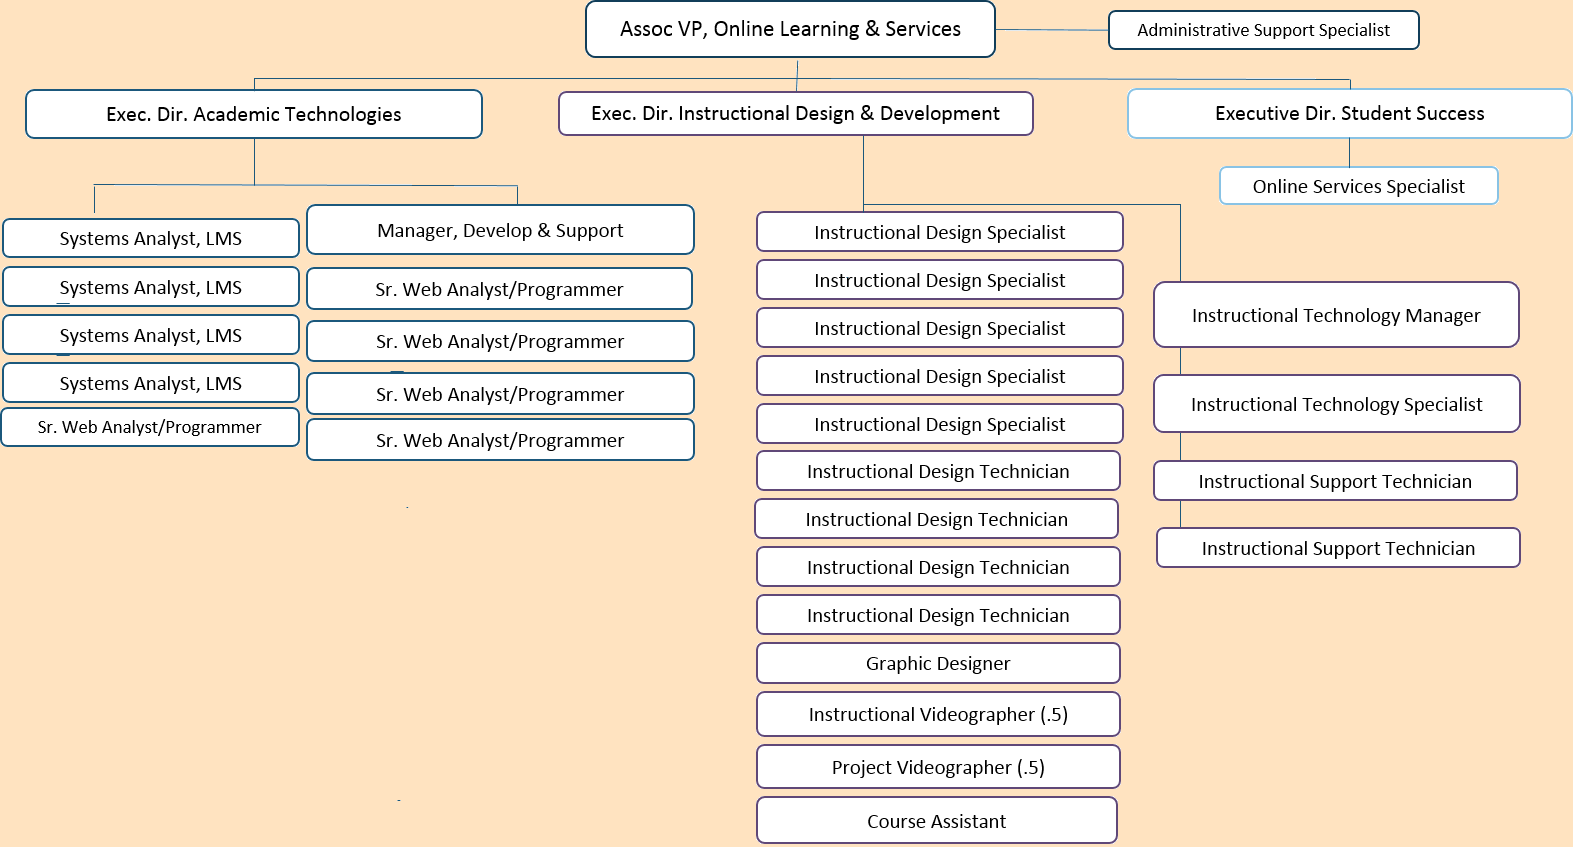 Assoc VP, Online Learning & Services
Administrative Support Specialist
Exec. Dir. Academic Technologies
Exec. Dir. Instructional Design & Development
Executive Dir. Student Success
Online Services Specialist
Systems Analyst, LMS
Systems Analyst, LMS
Systems Analyst, LMS
Systems Analyst, LMS
Sr. Web Analyst/Programmer
Manager, Develop & Support
Sr. Web Analyst/Programmer
Sr. Web Analyst/Programmer
Sr. Web Analyst/Programmer
Sr. Web Analyst/Programmer
Instructional Design Specialist
Instructional Design Specialist
Instructional Design Specialist
Instructional Design Specialist
Instructional Design Specialist
Instructional Design Technician
Instructional Design Technician
Instructional Design Technician
Instructional Design Technician
Graphic Designer
Instructional Videographer (.5)
Project Videographer (.5)
Course Assistant
Instructional Technology Manager
Instructional Technology Specialist
Instructional Support Technician
Instructional Support Technician